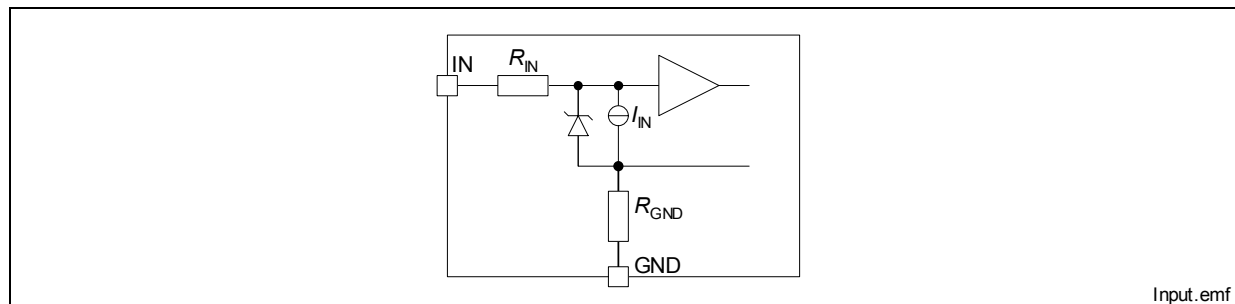 IN
R_IN
I_IN
R_GND
GND
Input.emf